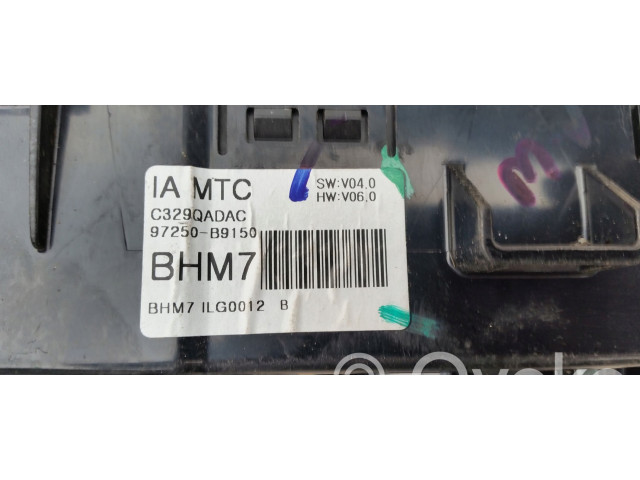 IA MTC
SW:V04.0
HW:V06.0
C329QADAC
97250-B9150
BHM7
BHM7 ILG0012 B